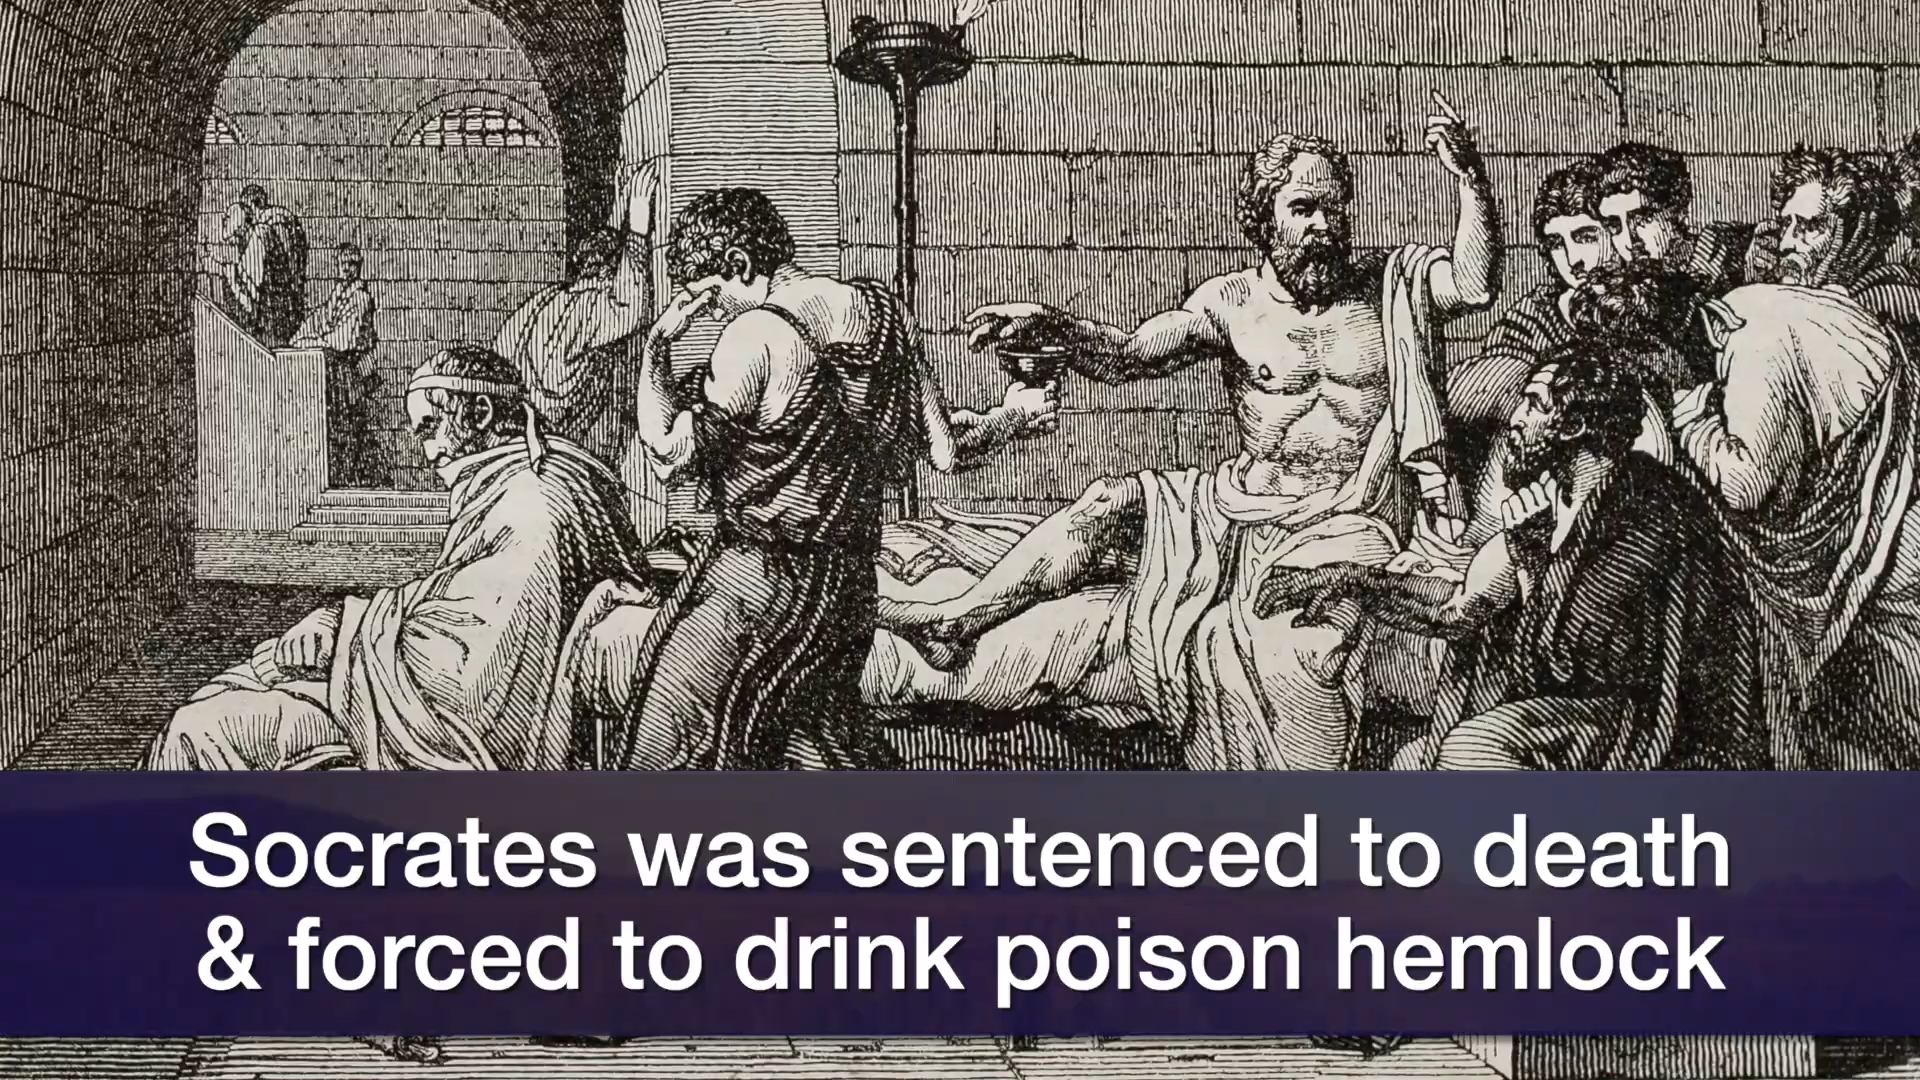 Socrates was sentenced to death
& forced to drink poison hemlock